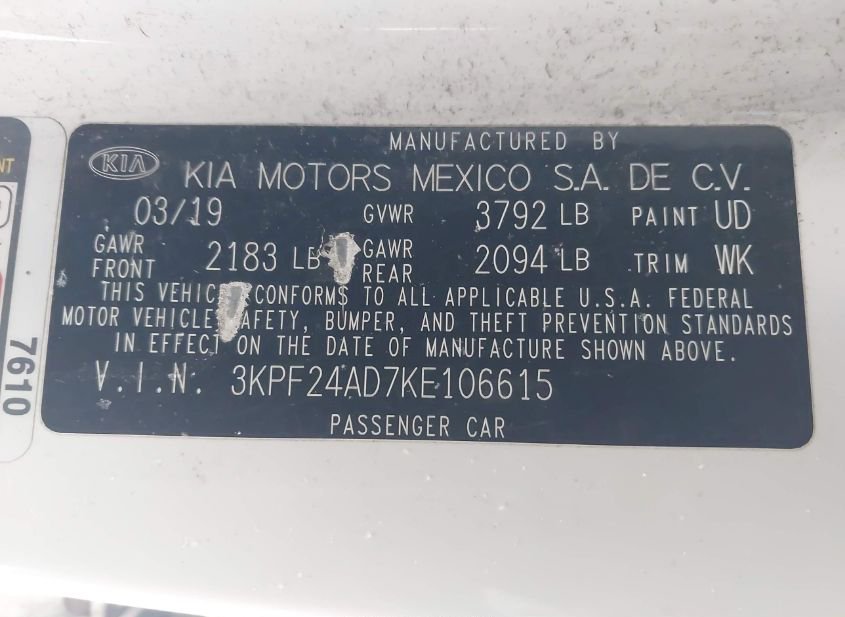 MANUFACTURED BY
KIA KIA MOTORS MEXICO S.A. DE C.V.
03/19 GVWR 3792 LB PAINT UD
GAWR FRONT 2183 LB GAWR REAR 2094 LB TRIM WK
THIS CONFORMS TO ALL APPLICABLE U.S.A. FEDERAL
MOTOR VEHICLE BUMPER, AND THEFT PREVENTION STANDARDS
IN EFFECT ON THE DATE OF MANUFACTURE SHOWN ABOVE.
V.I.N. 3KPF24AD7KE106615
PASSENGER CAR
7610